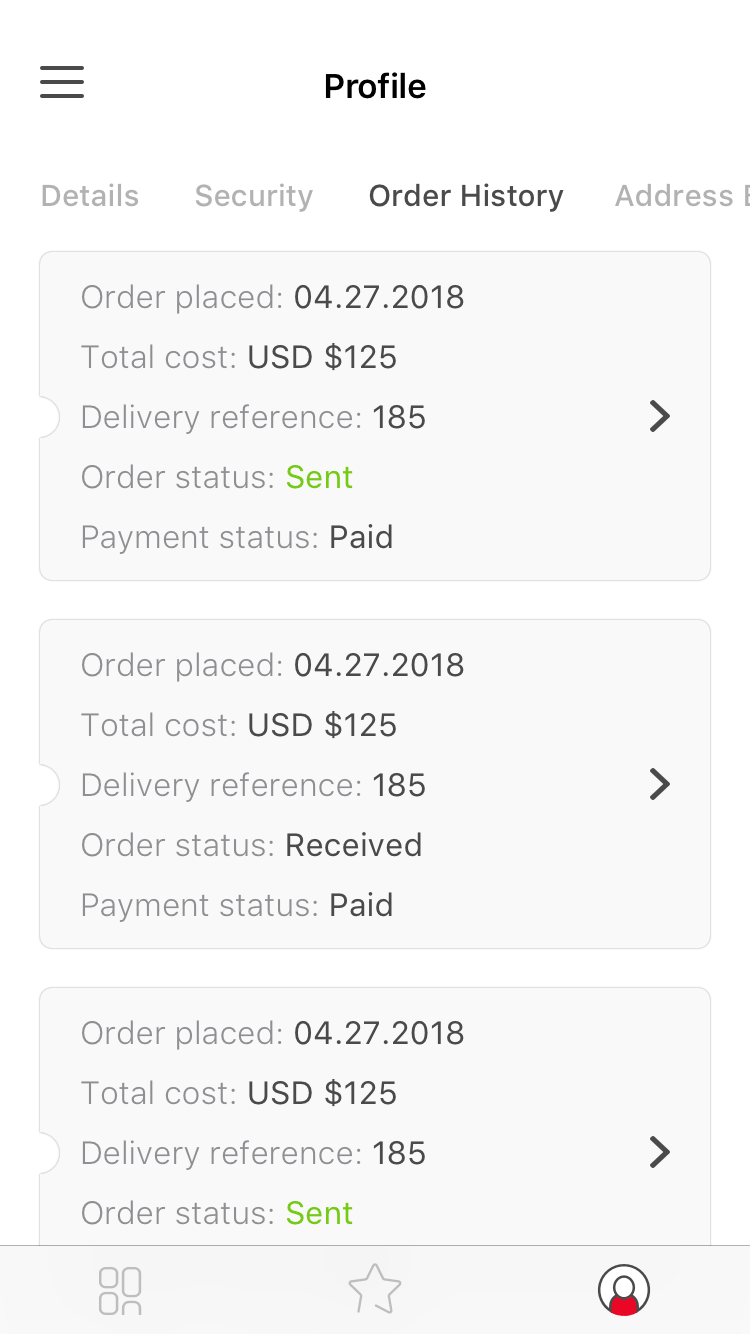 Profile
Details Security Order History Address
Order placed: 04.27.2018
Total cost: USD $125
Delivery reference: 185
Order status: Sent
Payment status: Paid
Order placed: 04.27.2018
Total cost: USD $125
Delivery reference: 185
Order status: Received
Payment status: Paid
Order placed: 04.27.2018
Total cost: USD $125
Delivery reference: 185
Order status: Sent